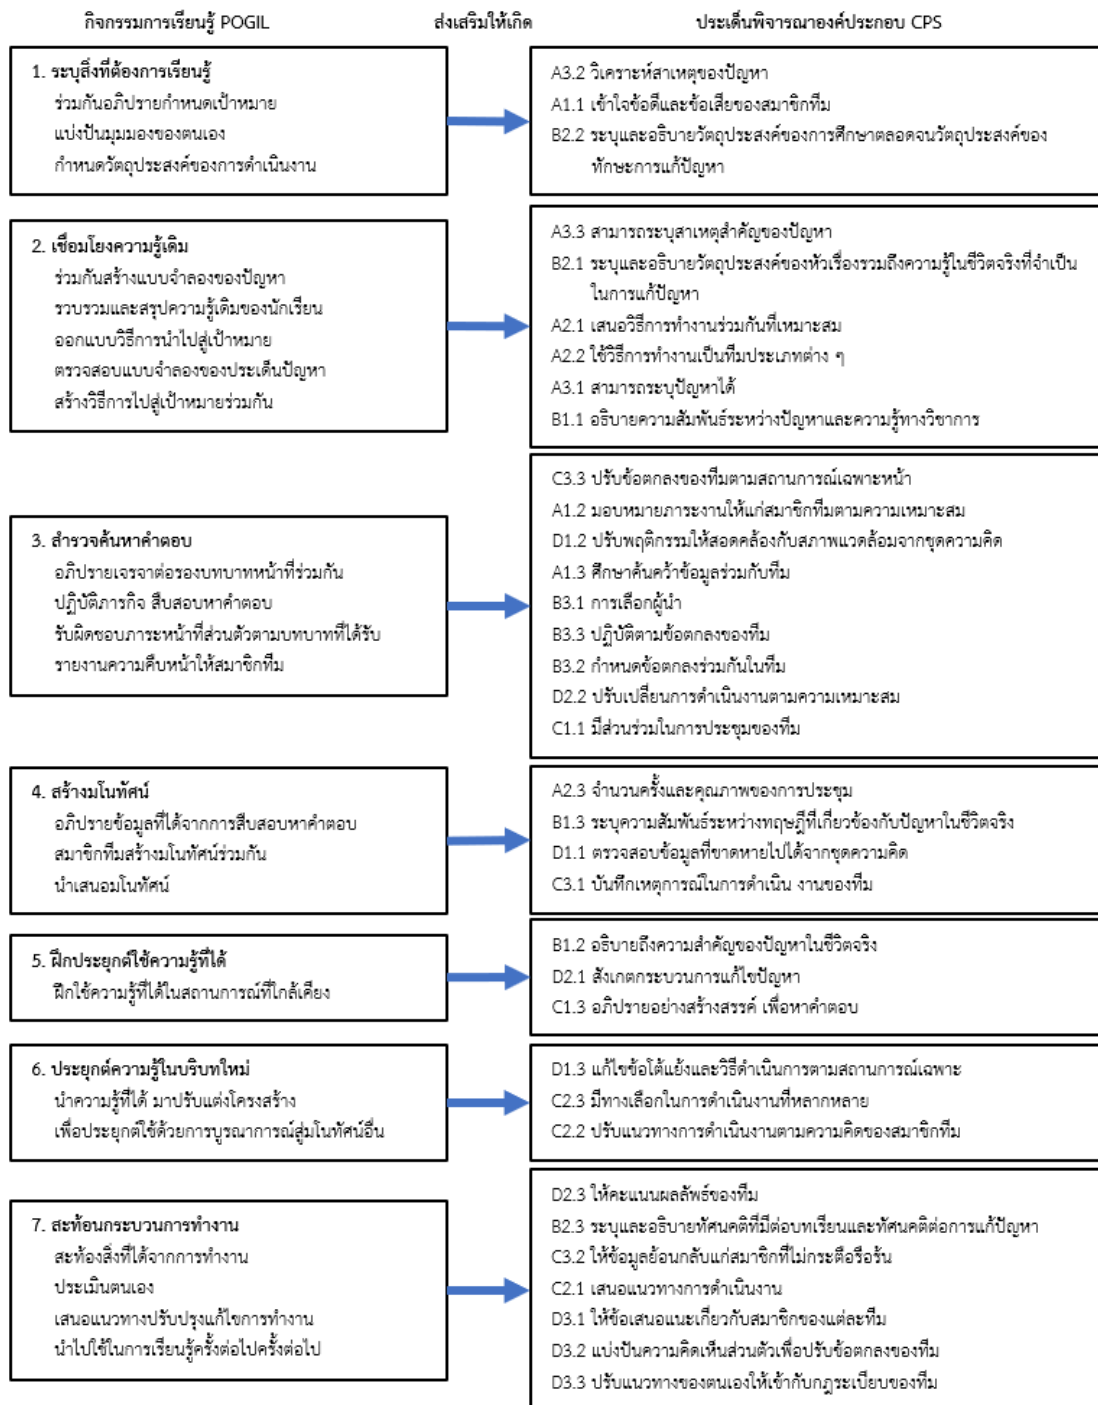 กิจกรรมการเรียนรู้ POGIL
ส่งเสริมให้เกิด
ประเด็นพิจารณาองค์ประกอบ CPS
1. ระบุสิ่งที่ต้องการเรียนรู้
ร่วมกันอภิปรายกำหนดเป้าหมาย
แบ่งปันมุมมองของตนเอง
กำหนดวัตถุประสงค์ของการดำเนินงาน
A3.2 วิเคราะห์สาเหตุของปัญหา
A1.1 เข้าใจข้อดีและข้อเสียของสมาชิกทีม
B2.2 ระบุและอธิบายวัตถุประสงค์ของการศึกษาตลอดจนวัตถุประสงค์ของ
ทักษะการแก้ปัญหา
2. เชื่อมโยงความรู้เดิม
ร่วมกันสร้างแบบจำลองของปัญหา
รวบรวมและสรุปความรู้เดิมของนักเรียน
ออกแบบวิธีการนำไปสู่เป้าหมาย
ตรวจสอบแบบจำลองของประเด็นปัญหา
สร้างวิธีการไปสู่เป้าหมายร่วมกัน
A3.3 สามารถระบุสาเหตุสำคัญของปัญหา
B2.1 ระบุและอธิบายวัตถุประสงค์ของหัวเรื่องรวมถึงความรู้ในชีวิตจริงที่จำเป็น
ในการแก้ปัญหา
A2.1 เสนอวิธีการทำงานร่วมกันที่เหมาะสม
A2.2 ใช้วิธีการทำงานเป็นทีมประเภทต่าง ๆ
A3.1 สามารถระบุปัญหาได้
B1.1 อธิบายความสัมพันธ์ระหว่างปัญหาและความรู้ทางวิชาการ
3. สำรวจค้นหาคำตอบ
อภิปรายเจรจาต่อรองบทบาทหน้าที่ร่วมกัน
ปฏิบัติภารกิจ สืบสอบหาคำตอบ
รับผิดชอบภาระหน้าที่ส่วนตัวตามบทบาทที่ได้รับ
รายงานความคืบหน้าให้สมาชิกทีม
C3.3 ปรับข้อตกลงของทีมตามสถานการณ์เฉพาะหน้า
A1.2 มอบหมายภาระงานให้แก่สมาชิกทีมตามความเหมาะสม
D1.2 ปรับพฤติกรรมให้สอดคล้องกับสภาพแวดล้อมจากชุดความคิด
A1.3 ศึกษาค้นคว้าข้อมูลร่วมกับทีม
B3.1 การเลือกผู้นำ
B3.3 ปฏิบัติตามข้อตกลงของทีม
B3.2 กำหนดข้อตกลงร่วมกันในทีม
D2.2 ปรับเปลี่ยนการดำเนินงานตามความเหมาะสม
C1.1 มีส่วนร่วมในการประชุมของทีม
4. สร้างมโนทัศน์
อภิปรายข้อมูลที่ได้จากการสืบสอบหาคำตอบ
สมาชิกทีมสร้างมโนทัศน์ร่วมกัน
นำเสนอมโนทัศน์
A2.3 จำนวนครั้งและคุณภาพของการประชุม
B1.3 ระบุความสัมพันธ์ระหว่างทฤษฎีที่เกี่ยวข้องกับปัญหาในชีวิตจริง
D1.1 ตรวจสอบข้อมูลที่ขาดหายไปได้จากชุดความคิด
C3.1 บันทึกเหตุการณ์ในการดำเนิน งานของทีม
5. ฝึกประยุกต์ใช้ความรู้ที่ได้
ฝึกใช้ความรู้ที่ได้ในสถานการณ์ที่ใกล้เคียง
B1.2 อธิบายถึงความสำคัญของปัญหาในชีวิตจริง
D2.1 สังเกตกระบวนการแก้ไขปัญหา
C1.3 อภิปรายอย่างสร้างสรรค์ เพื่อหาคำตอบ
6. ประยุกต์ความรู้ในบริบทใหม่
นำความรู้ที่ได้ มาปรับแต่งโครงสร้าง
เพื่อประยุกต์ใช้ด้วยการบูรณาการณ์สู่มโนทัศน์อื่น
D1.3 แก้ไขข้อโต้แย้งและวิธีดำเนินการตามสถานการณ์เฉพาะ
C2.3 มีทางเลือกในการดำเนินงานที่หลากหลาย
C2.2 ปรับแนวทางการดำเนินงานตามความคิดของสมาชิกทีม
7. สะท้อนกระบวนการทำงาน
สะท้องสิ่งที่ได้จากการทำงาน
ประเมินตนเอง
เสนอแนวทางปรับปรุงแก้ไขการทำงาน
นำไปใช้ในการเรียนรู้ครั้งต่อไปครั้งต่อไป
D2.3 ให้คะแนนผลลัพธ์ของทีม
B2.3 ระบุและอธิบายทัศนคติที่มีต่อบทเรียนและทัศนคติต่อการแก้ปัญหา
C3.2 ให้ข้อมูลย้อนกลับแก่สมาชิกที่ไม่กระตือรือร้น
C2.1 เสนอแนวทางการดำเนินงาน
D3.1 ให้ข้อเสนอแนะเกี่ยวกับสมาชิกของแต่ละทีม
D3.2 แบ่งปันความคิดเห็นส่วนตัวเพื่อปรับข้อตกลงของทีม
D3.3 ปรับแนวทางของตนเองให้เข้ากับกฎระเบียบของทีม